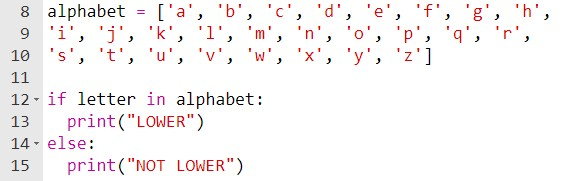 8 alphabet = ['a', 'b', 'c', 'd', 'e', 'f', 'g', 'h',
9 'i', 'j', 'k', 'l', 'm', 'n', 'o', 'p', 'q', 'r',
10 's', 't', 'u', 'v', 'w', 'x', 'y', 'z']
11
12 if letter in alphabet:
13   print("LOWER")
14 else:
15   print("NOT LOWER")